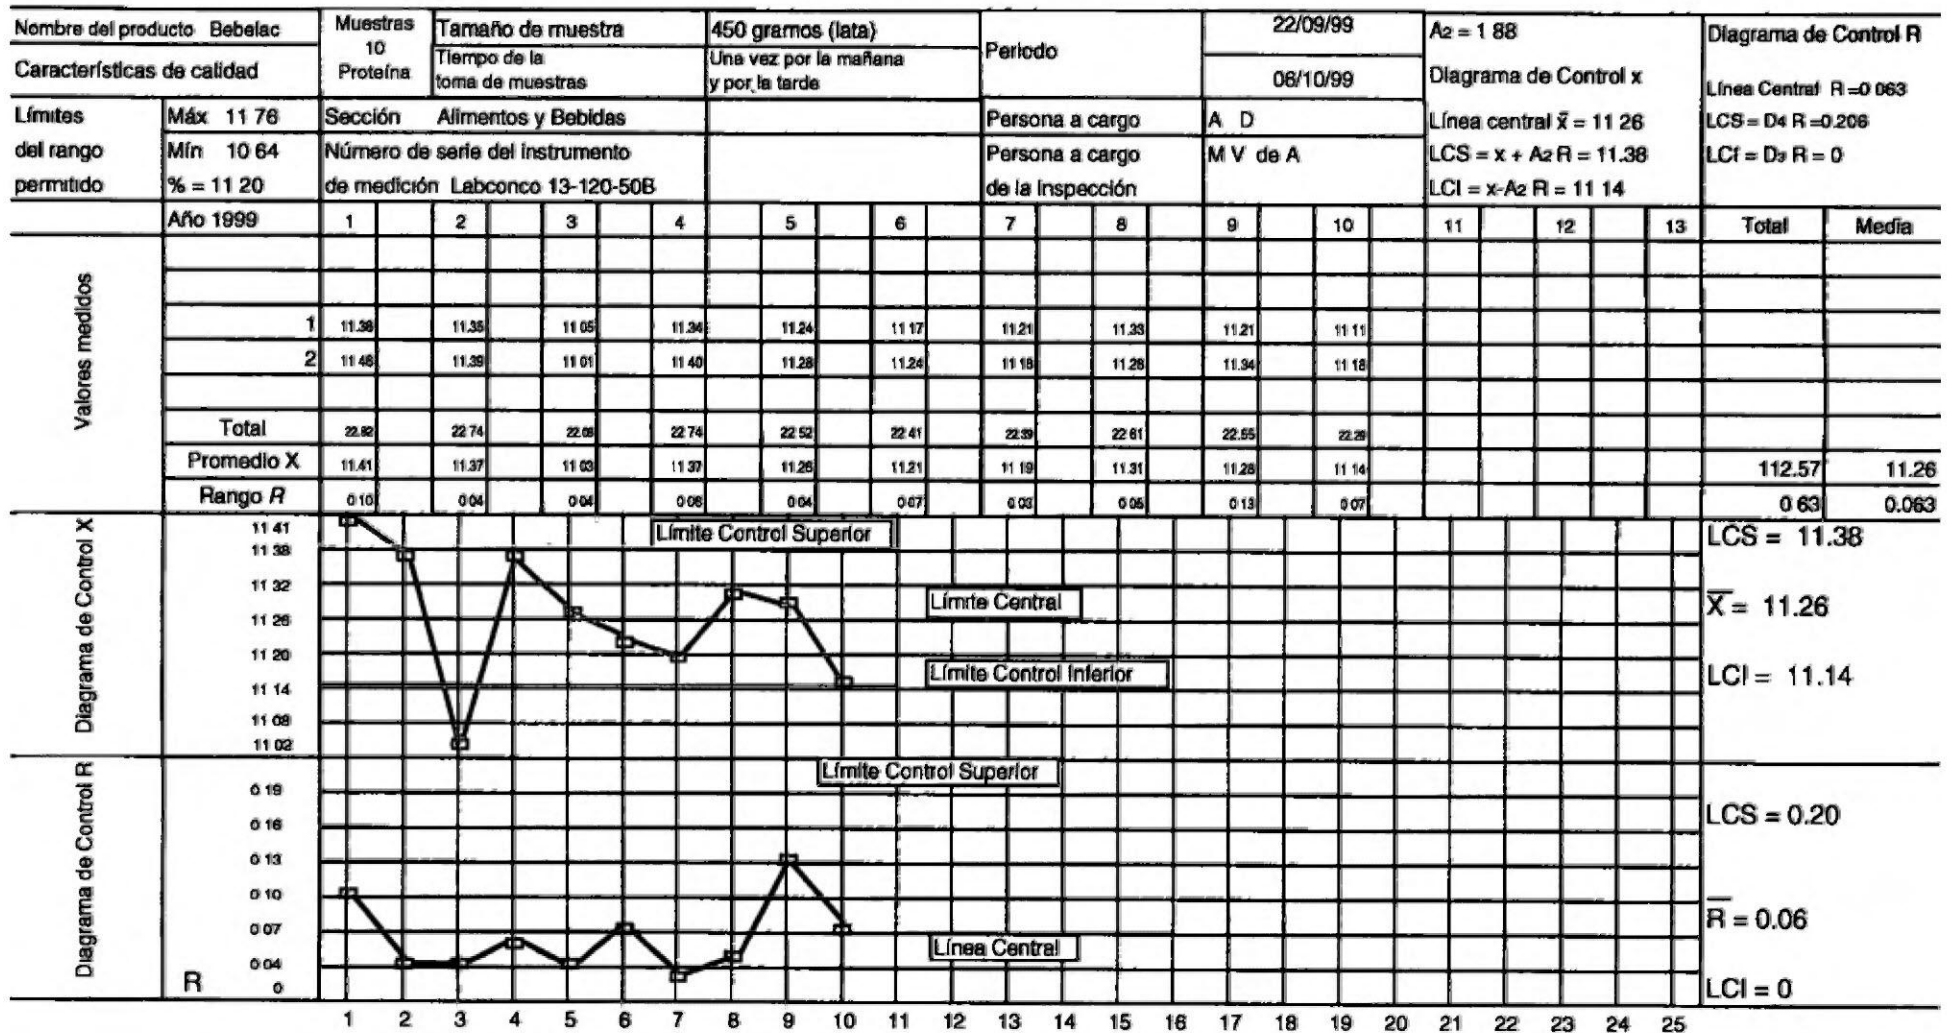 Nombre del producto Bebelac
Características de calidad
Muestras
10
Proteína
Tamaño de muestra
450 gramos (lata)
Tiempo de la
toma de muestras
Una vez por la mañana
y por la tarde
Periodo
22/09/99
06/10/99
A2 = 1 88
Diagrama de Control x
Línea central x̄ = 11 26
LCS = x + A2 R = 11.38
LCI = x-A2 R = 11 14
Diagrama de Control R
Línea Central R =0 063
LCS = D4 R =0.206
LCI = D3 R = 0
Límites
del rango
permitido
Máx 11 76
Mín 10 64
% = 11 20
Sección Alimentos y Bebidas
Número de serie del instrumento
de medición Labconco 13-120-50B
Persona a cargo
A D
Persona a cargo
de la inspección
M V de A
Año 1999 1 2 3 4 5 6 7 8 9 10 11 12 13 Total Media
Valores medidos
1 11.36 11.35 11 05 11.34 11.24 11 17 11.21 11.33 11.21 11 11
2 11 46 11.39 11 01 11 40 11.28 11.24 11 18 11.28 11.34 11 18
Total 22.82 22 74 22.06 22 74 22 52 22 41 22.39 22 61 22.55 22.29
Promedio X 11.41 11.37 11 03 11 37 11.26 11.21 11 19 11.31 11.28 11 14 112.57 11.26
Rango R 0 10 0 04 0 04 0 06 0 04 0 07 0 03 0 05 0 13 0 07 0 63 0.063
Diagrama de Control X
11 41
11 38
11 32
11 26
11 20
11 14
11 08
11 02
Límite Control Superior
Límite Central
Límite Control Inferior
LCS = 11.38
X̄ = 11.26
LCI = 11.14
Diagrama de Control R
0 19
0 16
0 13
0 10
0 07
0 04
R 0
Límite Control Superior
Línea Central
LCS = 0.20
R̄ = 0.06
LCI = 0
1 2 3 4 5 6 7 8 9 10 11 12 13 14 15 16 17 18 19 20 21 22 23 24 25